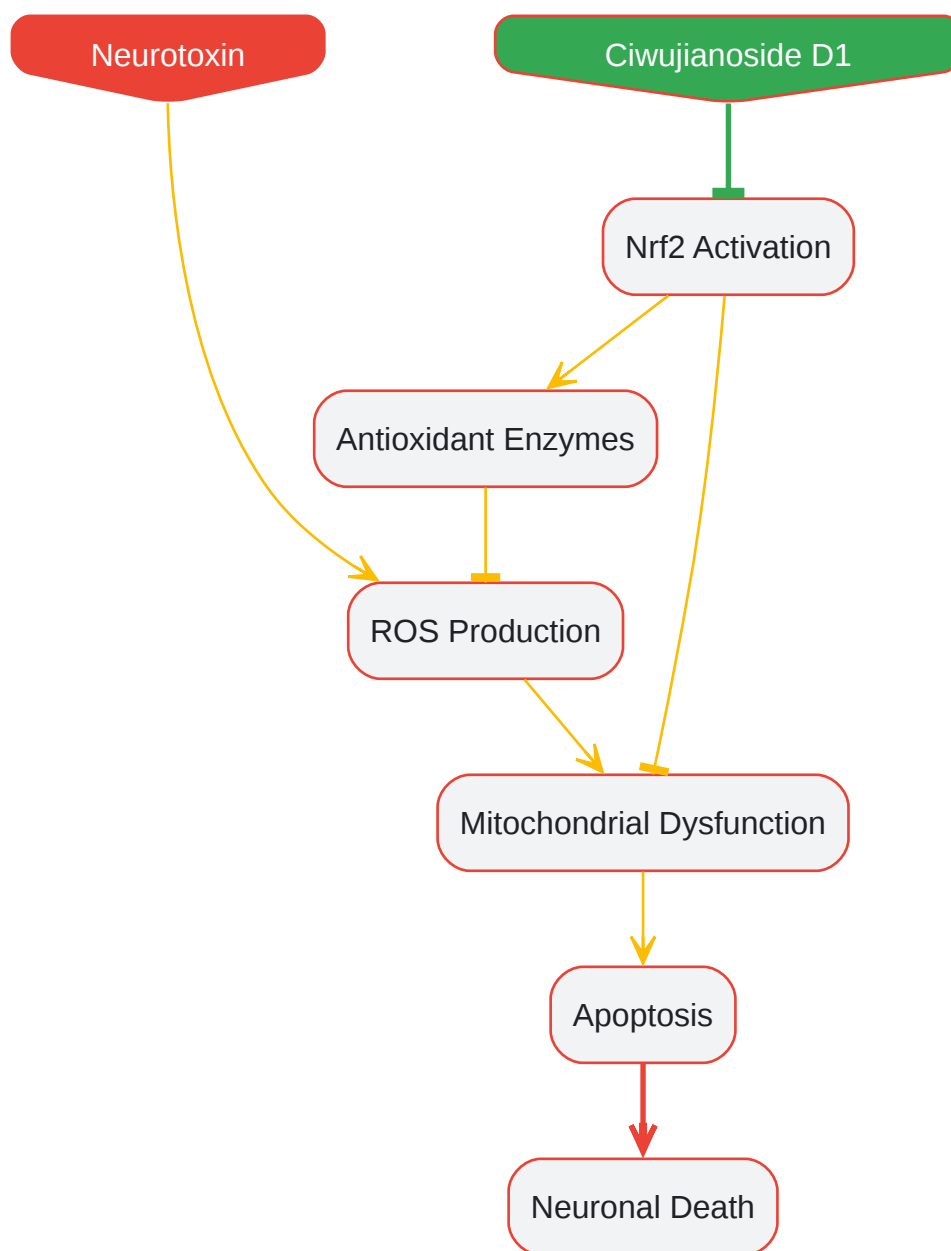 Neurotoxin
Ciwujianoside D1
Nrf2 Activation
Antioxidant Enzymes
ROS Production
Mitochondrial Dysfunction
Apoptosis
Neuronal Death